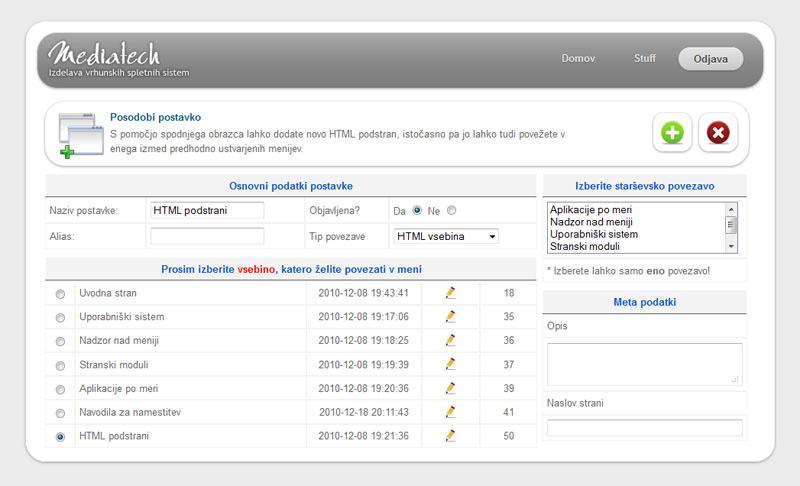 Mediatech
Izdelava vrhunskih spletnih sistem
Domov
Stuff
Odjava
Posodobi postavko
S pomočjo spodnjega obrazca lahko dodate novo HTML podstran, istočasno pa jo lahko tudi povežete v
enega izmed predhodno ustvarjenih menijev.
Osnovni podatki postavke
Naziv postavke: HTML podstrani Objavljena? Da Ne
Alias: Tip povezave HTML vsebina
Prosim izberite vsebino, katero želite povezati v meni
Uvodna stran 2010-12-08 19:43:41 18
Uporabniški sistem 2010-12-08 19:17:06 35
Nadzor nad meniji 2010-12-08 19:18:25 36
Stranski moduli 2010-12-08 19:19:39 37
Aplikacije po meri 2010-12-08 19:20:36 39
Navodila za namestitev 2010-12-18 20:11:43 41
HTML podstrani 2010-12-08 19:21:36 50
Izberite starševsko povezavo
Aplikacije po meri
Nadzor nad meniji
Uporabniški sistem
Stranski moduli
* Izberete lahko samo eno povezavo!
Meta podatki
Opis
Naslov strani